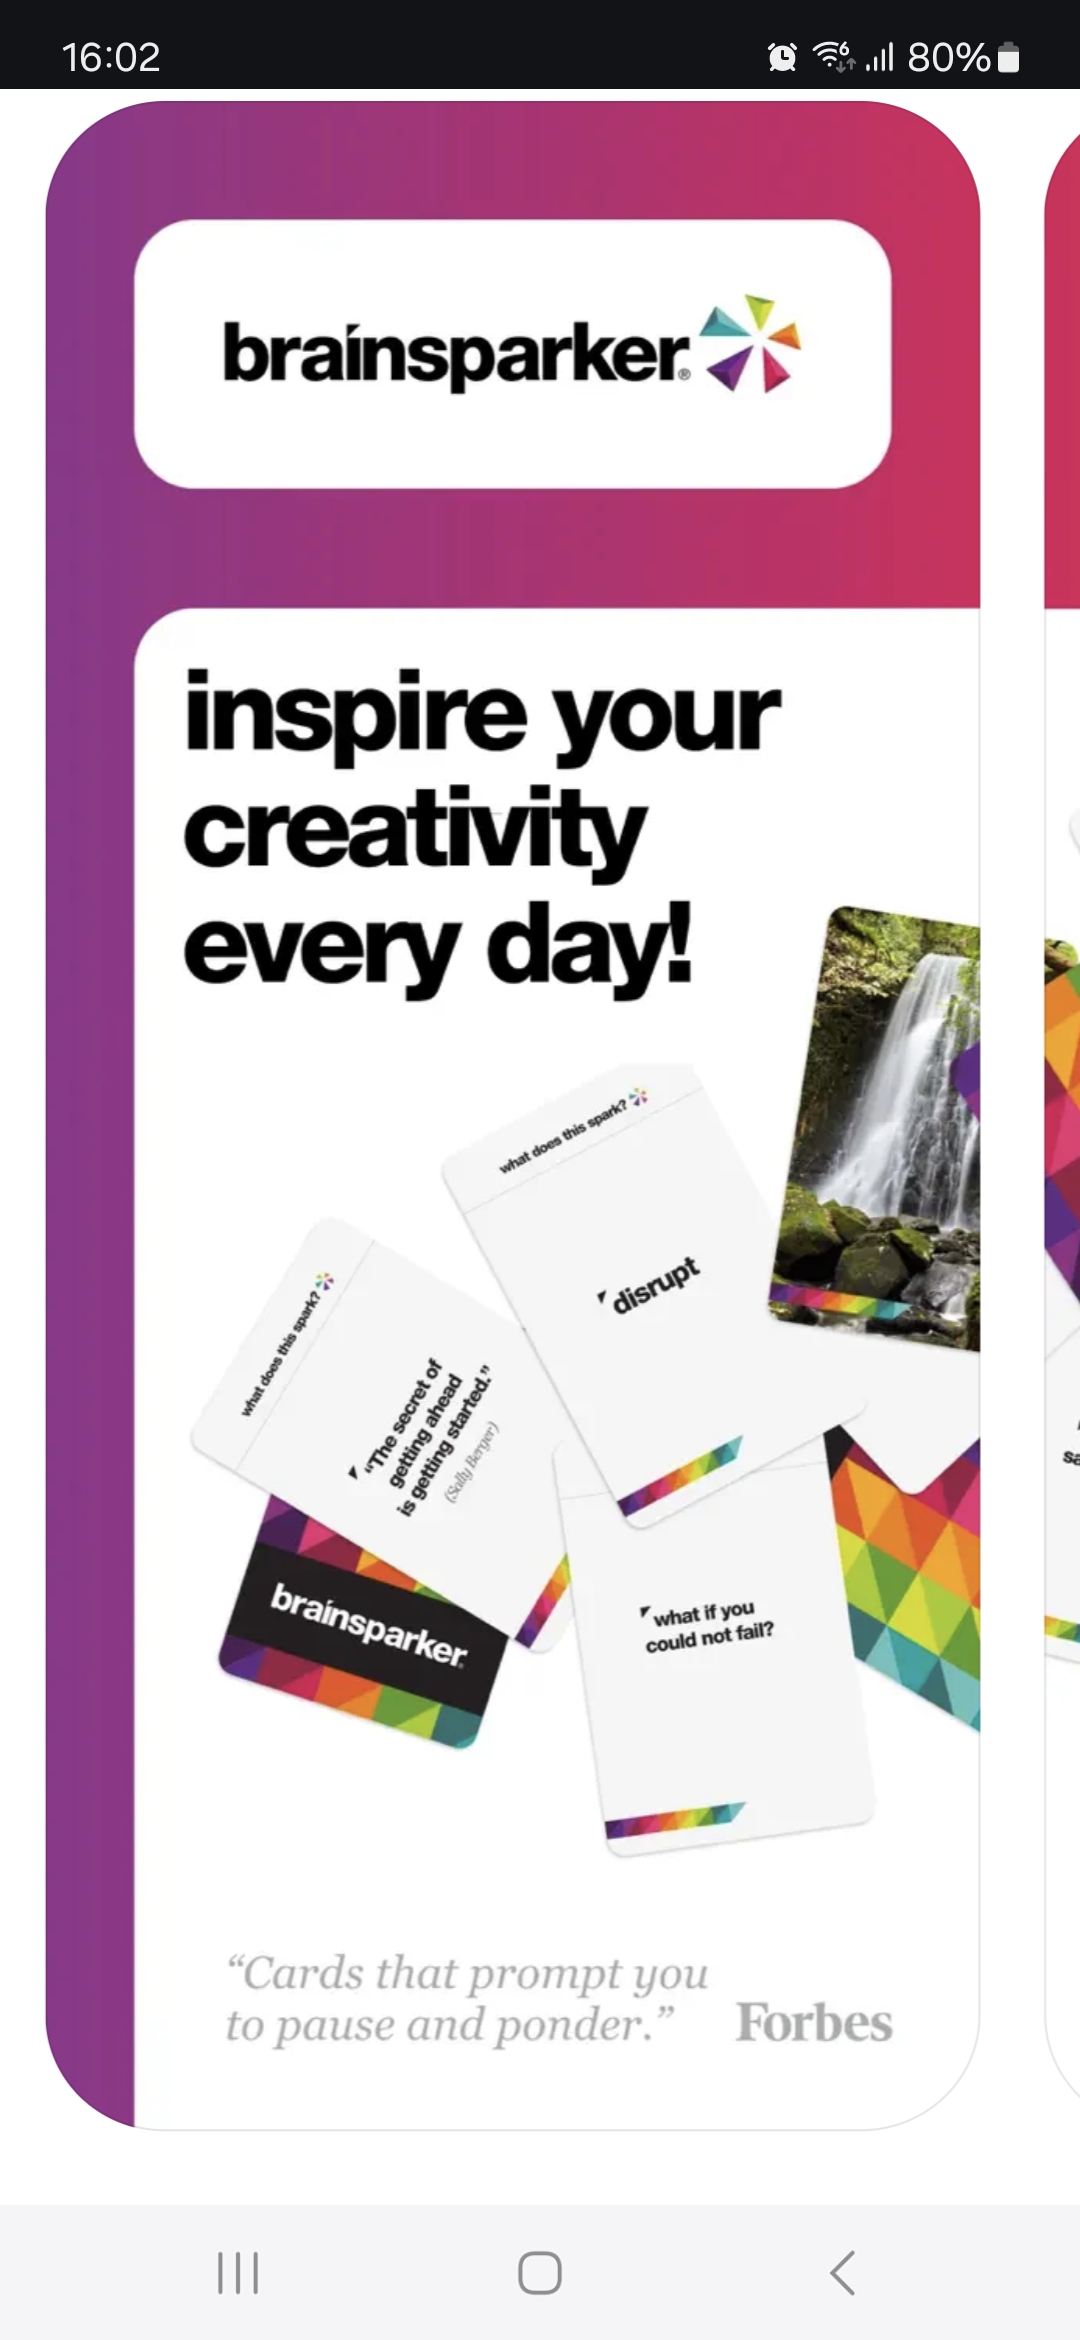 16:02
80%
brainsparker®
inspire your
creativity
every day!
what does this spark?
disrupt
what does this spark?
“The secret of
getting ahead
is getting started.”
(Sally Berger)
brainsparker
what if you
could not fail?
“Cards that prompt you
to pause and ponder.”
Forbes